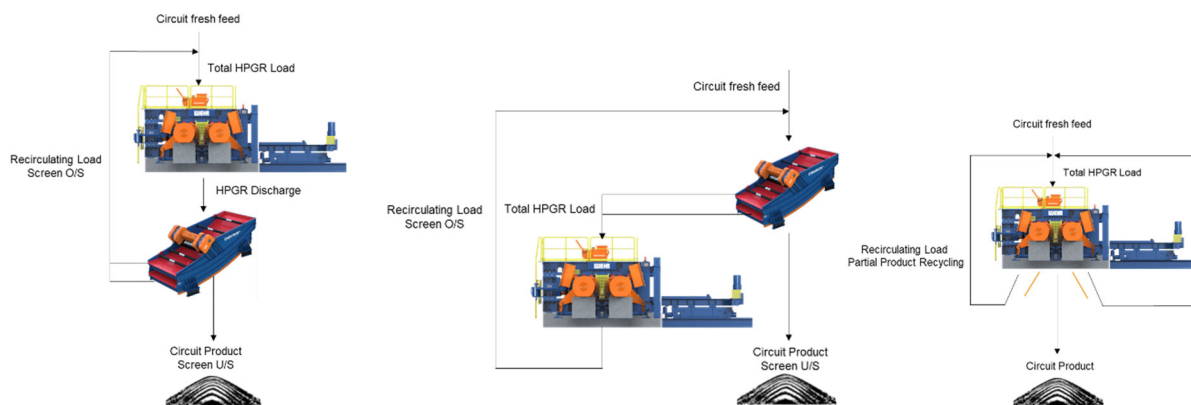 Circuit fresh feed
Total HPGR Load
Recirculating Load
Screen O/S
HPGR Discharge
Circuit Product
Screen U/S
Circuit fresh feed
Recirculating Load
Screen O/S
Total HPGR Load
Circuit Product
Screen U/S
Circuit fresh feed
Total HPGR Load
Recirculating Load
Partial Product Recycling
Circuit Product